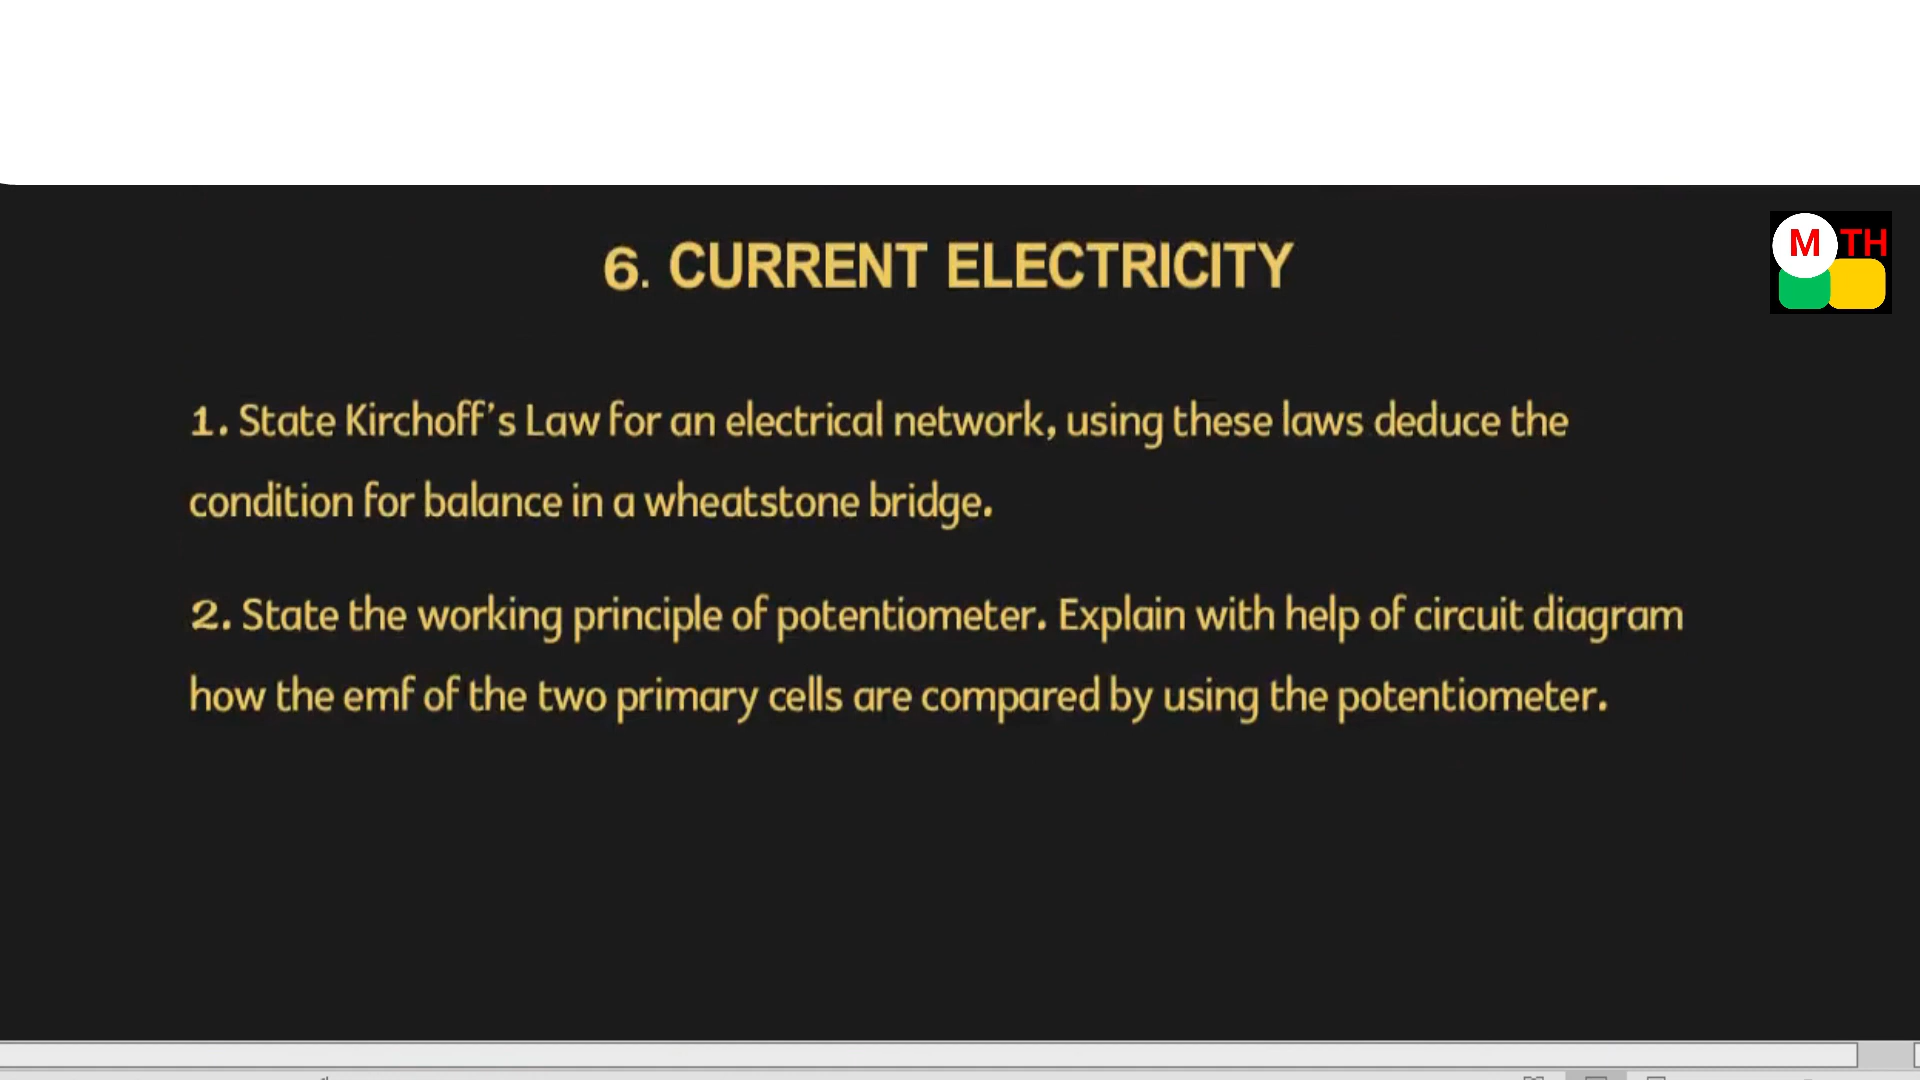 6. CURRENT ELECTRICITY
M TH
1. State Kirchoff's Law for an electrical network, using these laws deduce the
condition for balance in a wheatstone bridge.
2. State the working principle of potentiometer. Explain with help of circuit diagram
how the emf of the two primary cells are compared by using the potentiometer.